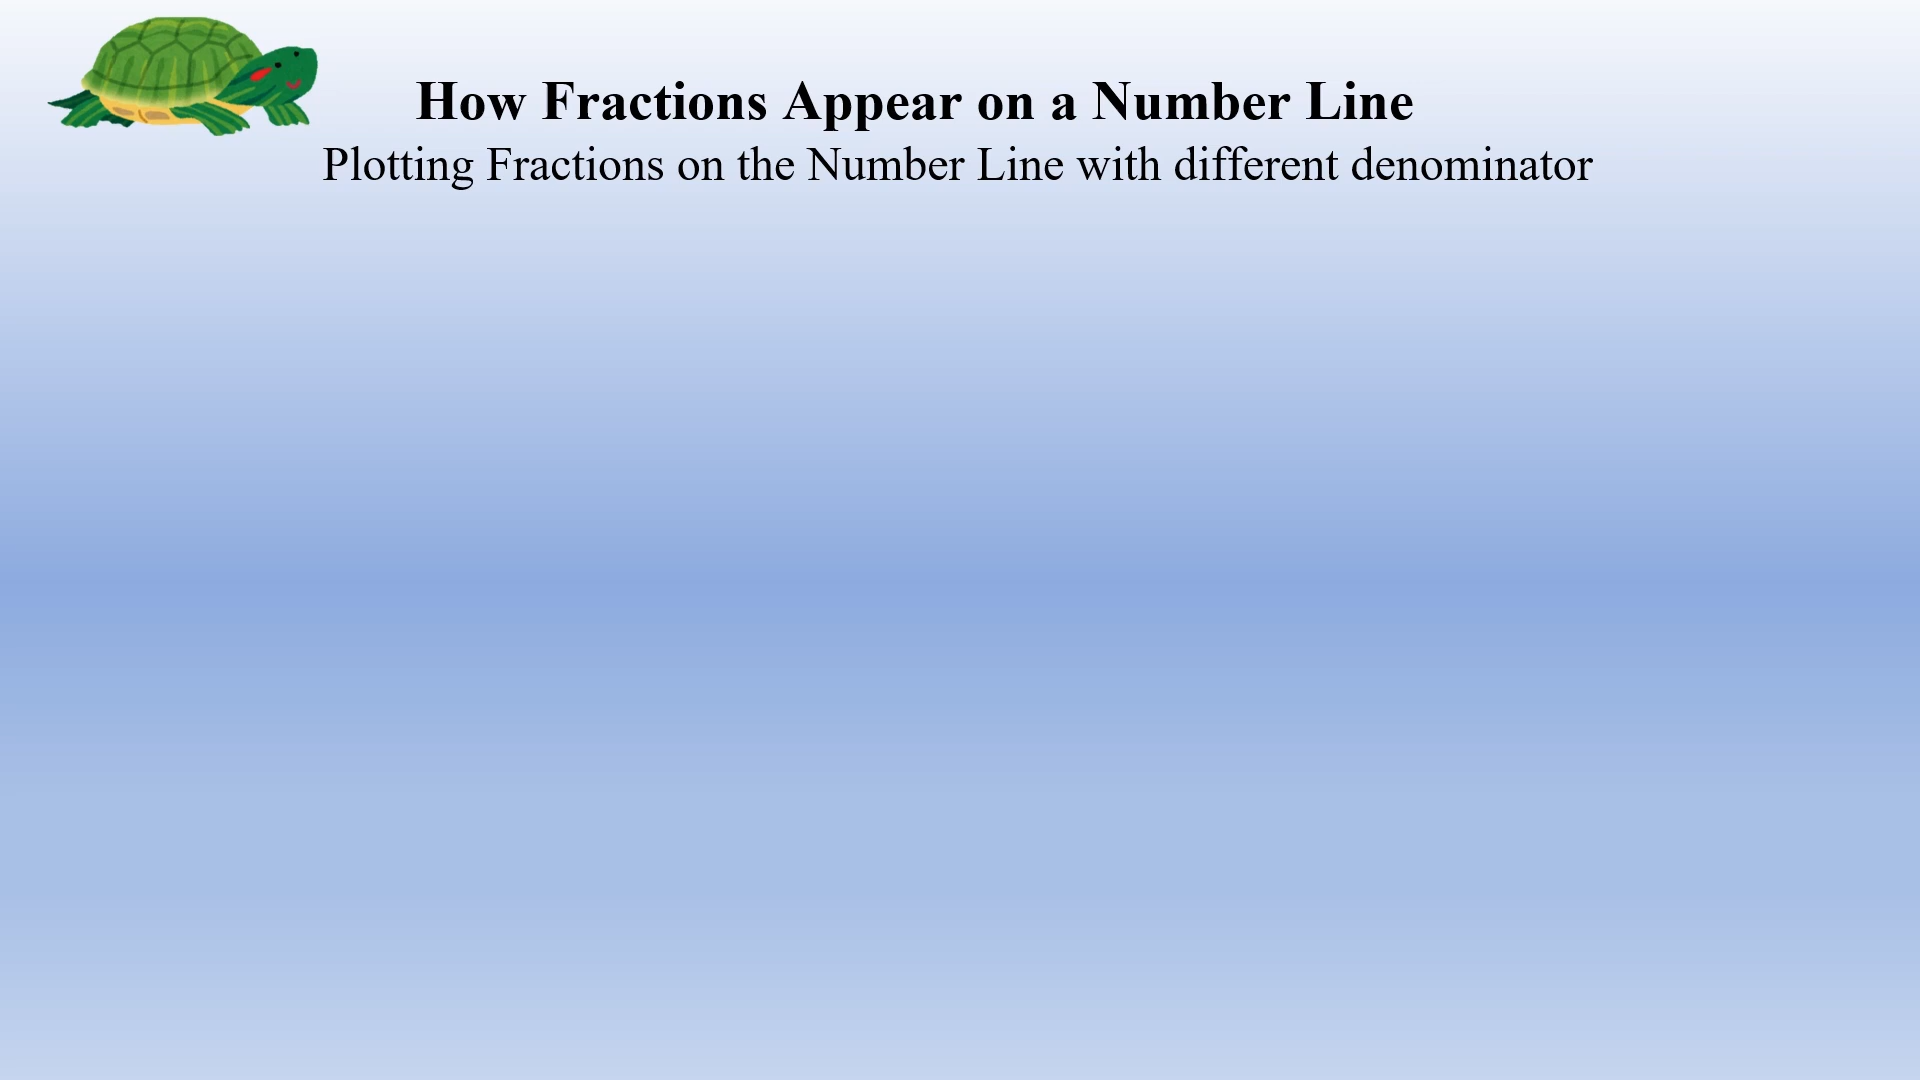 How Fractions Appear on a Number Line
Plotting Fractions on the Number Line with different denominator